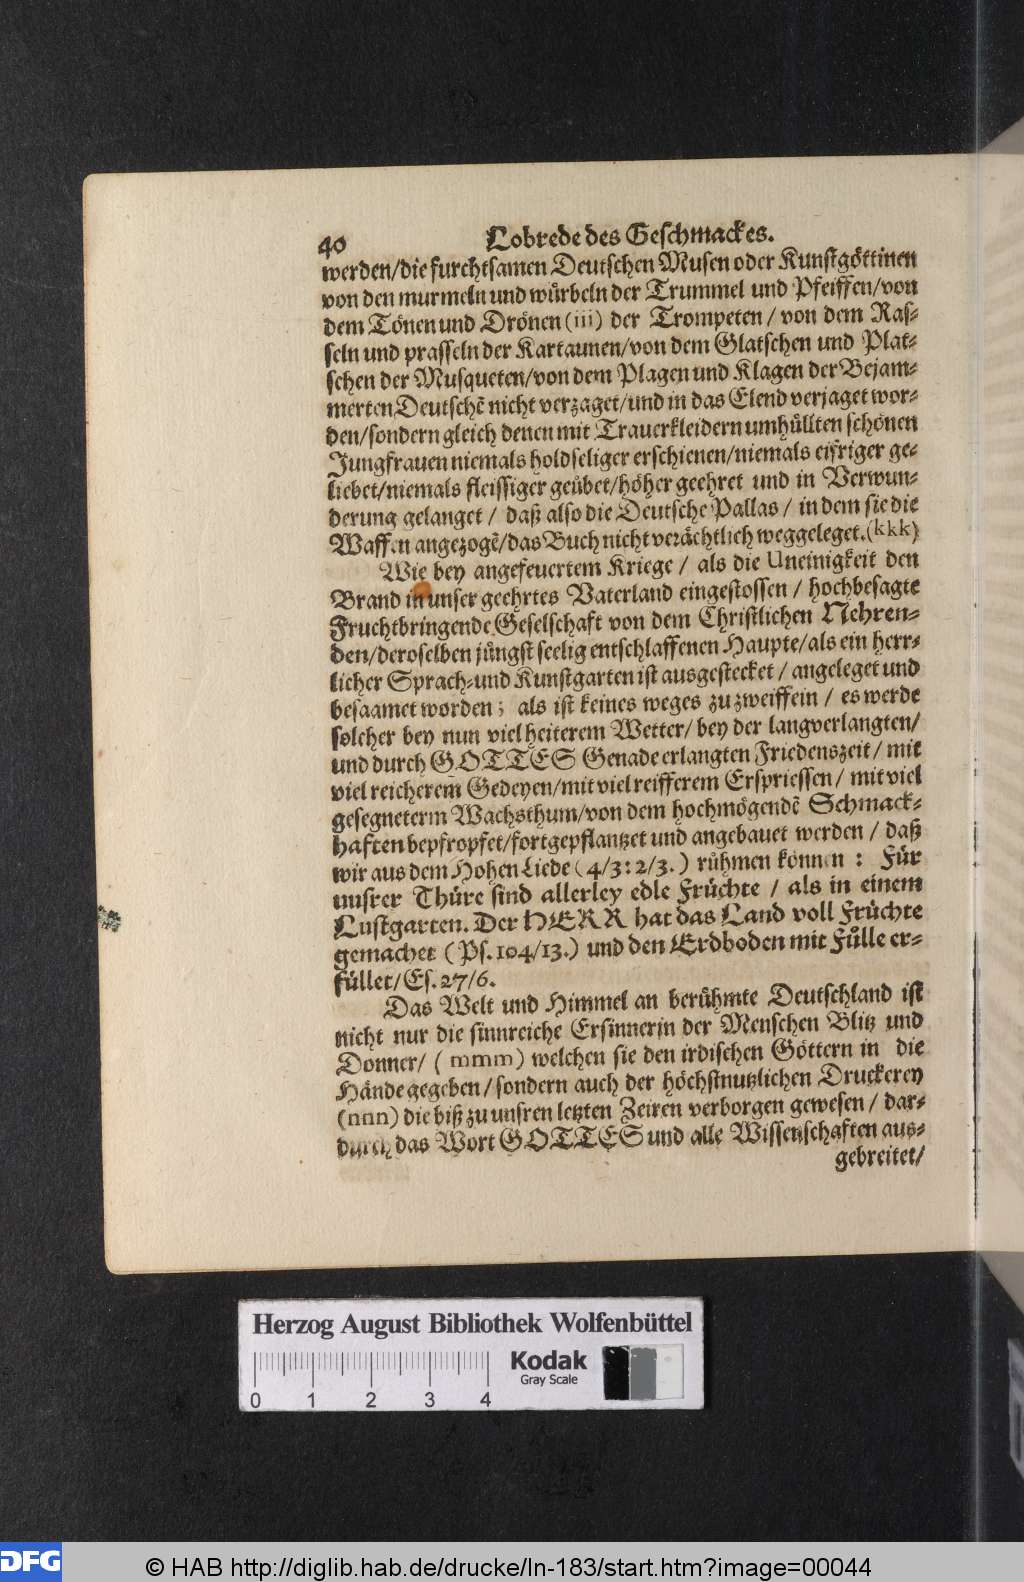 40 Lobrede des Geschmackes.
werden/die furchtsamen Deutschen Musen oder Kunstgöttinen
von den murmeln und würbeln der Trummel und Pfeiffen/von
dem Tönen und Drönen (iii) der Trompeten / von dem Ras-
seln und prasseln der Kartaunen/von dem Glatschen und Plat-
schen der Musqueten/von dem Plagen und Klagen der Bejam-
merten Deutschẽ nicht verzaget/und in das Elend verjaget wor-
den/sondern gleich denen mit Trauerkleidern umhüllten schönen
Jungfrauen niemals holdseliger erschienen/niemals eifriger ge-
liebet/niemals fleissiger geübet/höher geehret und in Verwun-
derung gelanget / daß also die Deutsche Pallas / in dem sie die
Waffen angezogẽ/das Buch nicht verächtlich weggeleget.(kkk)
Wie bey angefeuertem Kriege / als die Uneinigkeit den
Brand in unser geehrtes Vaterland eingestossen / hochbesagte
Fruchtbringende Geselschaft von dem Christlichen Nehren-
den/deroselben jüngst seelig entschlaffenen Haupte/als ein herr-
licher Sprach-und Kunstgarten ist ausgestecket / angeleget und
besaamet worden; als ist keines weges zu zweiffeln / es werde
solcher bey nun viel heiterem Wetter/ bey der langverlangten/
und durch GOTTES Genade erlangten Friedenszeit / mit
viel reicherem Gedeyen/mit viel reifferem Erspriessen / mit viel
gesegneterm Wachsthum/von dem hochmögendẽ Schmack-
haften bepfropfet/fortgepflantzet und angebauet werden / daß
wir aus dem Hohen Liede (4/3:2/3.) rühmen können : Für
unsrer Thüre sind allerley edle Früchte / als in einem
Lustgarten. Der HERR hat das Land voll Früchte
gemachet (Ps.104/13.) und den Erdboden mit Fülle er-
füllet/Es.27/6.
Das Welt und Himmel an berühmte Deutschland ist
nicht nur die sinnreiche Ersinnerin der Menschen Blitz und
Donner/ (mmm) welchen sie den irdischen Göttern in die
Hände gegeben/sondern auch der höchstnutzlichen Druckerey
(nnn) die biß zu unsren letzten Zeiten verborgen gewesen / dar-
durch das Wort GOTTES und alle Wissenschaften aus-
gebreitet/
Herzog August Bibliothek Wolfenbüttel
Kodak
Gray Scale
0 1 2 3 4
DFG © HAB http://diglib.hab.de/drucke/ln-183/start.htm?image=00044